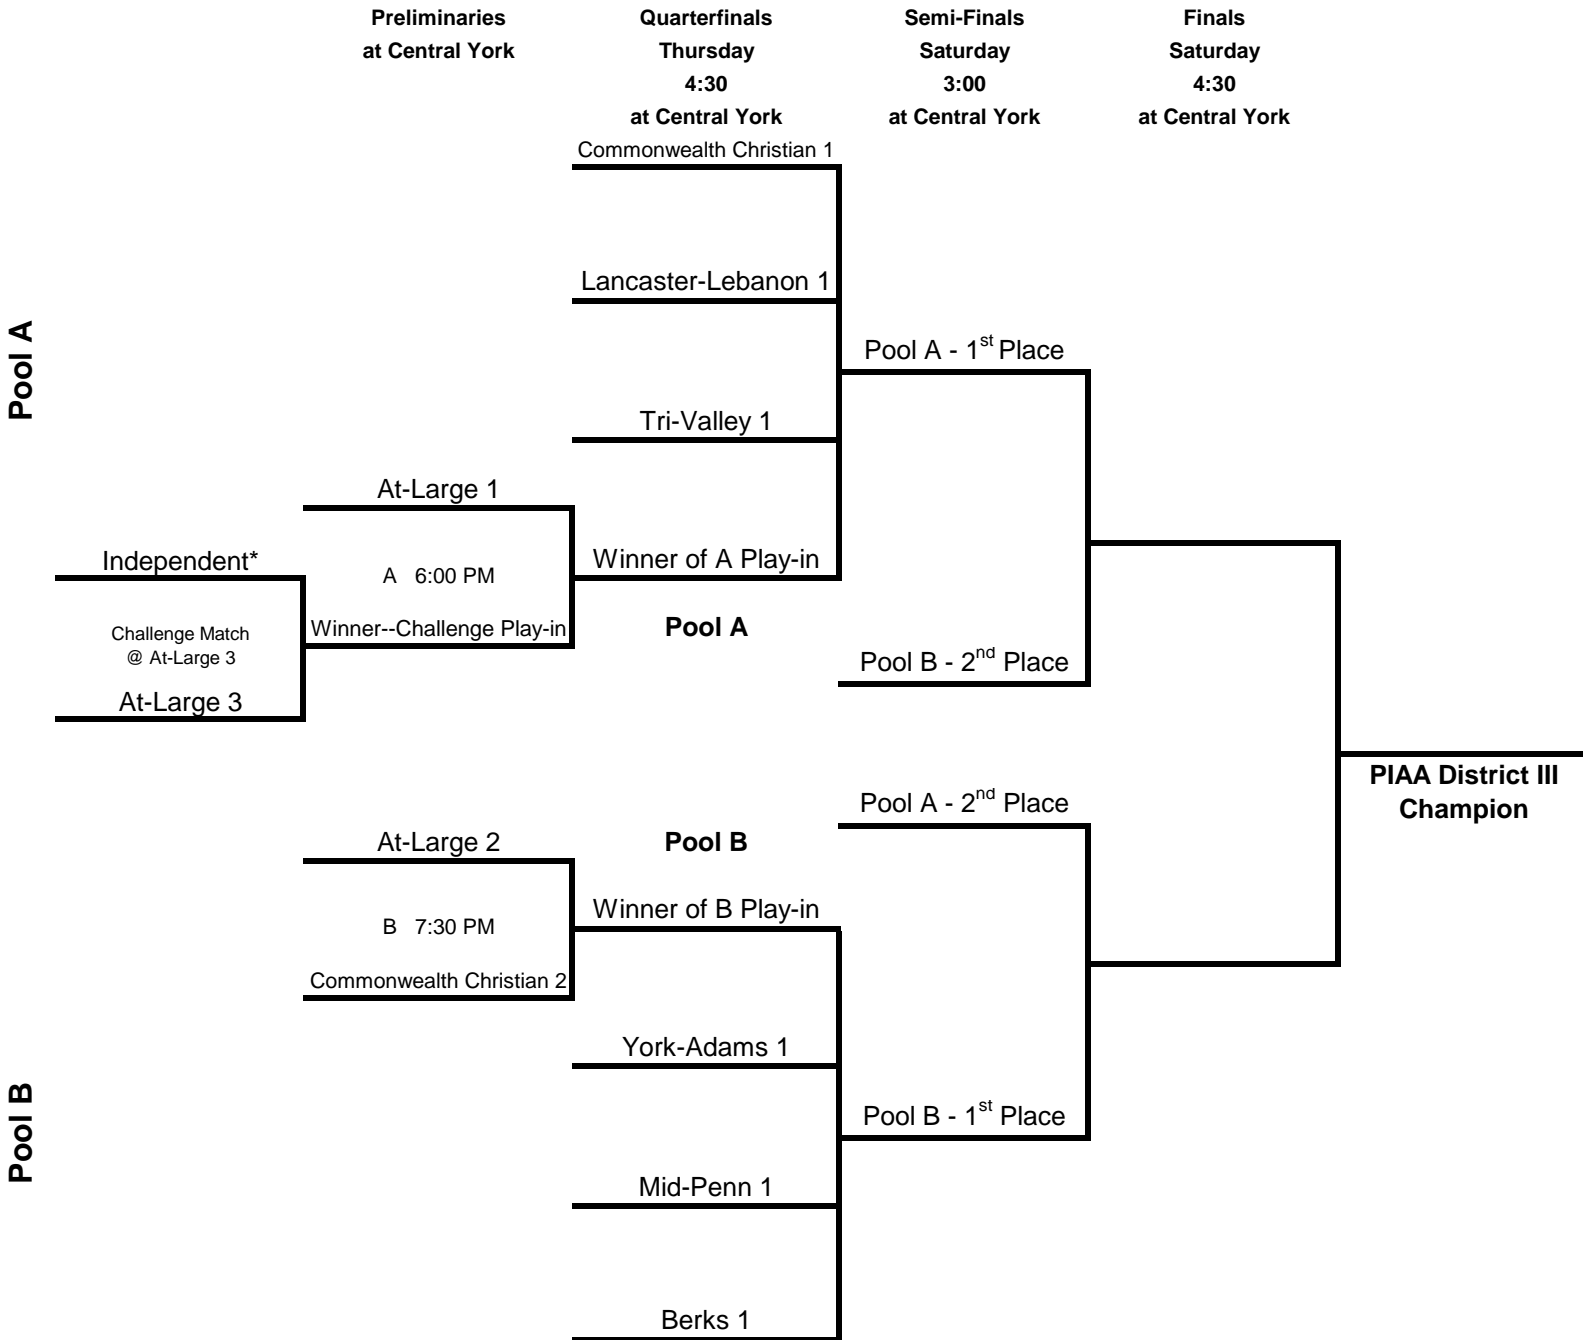 Preliminaries
at Central York
Quarterfinals
Thursday
4:30
at Central York
Semi-Finals
Saturday
3:00
at Central York
Finals
Saturday
4:30
at Central York
Pool A
Commonwealth Christian 1
Lancaster-Lebanon 1
Tri-Valley 1
At-Large 1
Independent*
A 6:00 PM
Winner of A Play-in
Challenge Match
@ At-Large 3
Winner--Challenge Play-in
At-Large 3
Pool A
Pool A - 1st Place
Pool B - 2nd Place
PIAA District III
Champion
Pool A - 2nd Place
Pool B
At-Large 2
Pool B
B 7:30 PM
Winner of B Play-in
Commonwealth Christian 2
York-Adams 1
Pool B - 1st Place
Mid-Penn 1
Berks 1